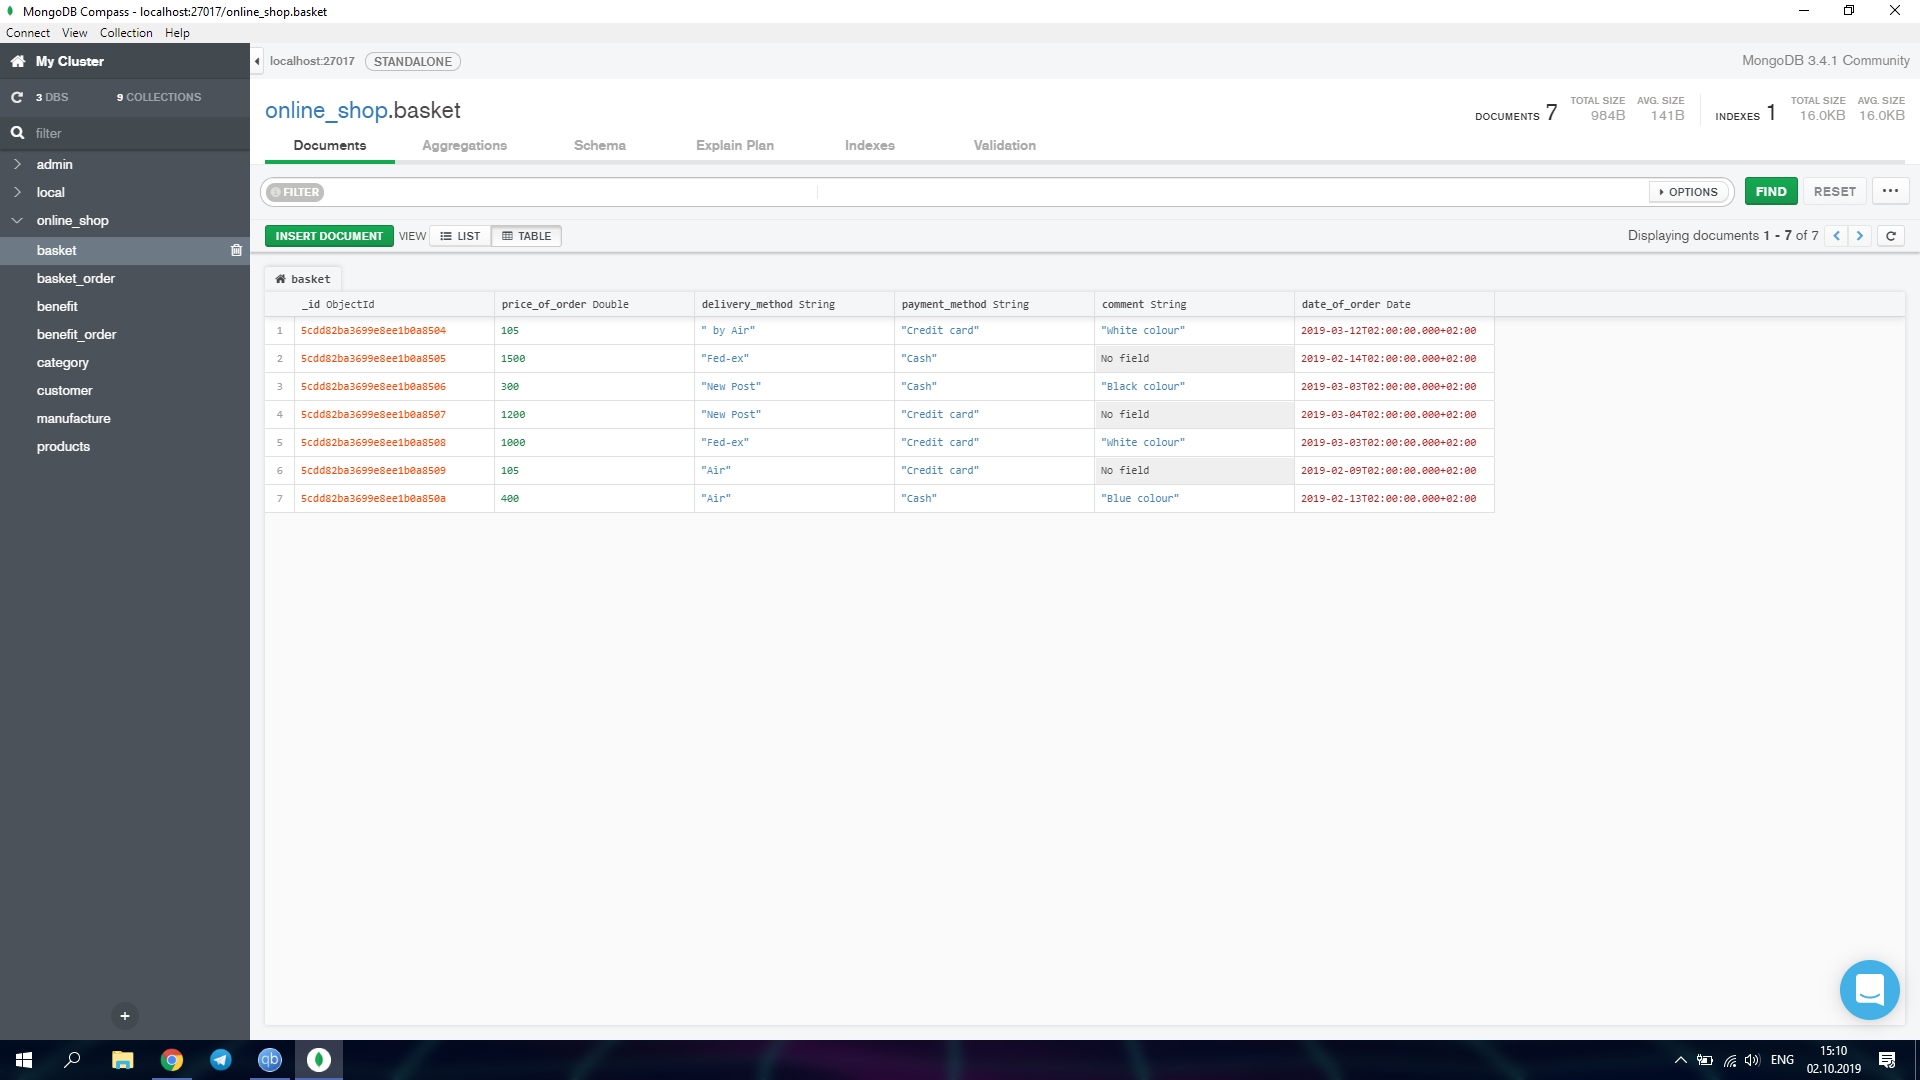 MongoDB Compass - localhost:27017/online_shop.basket
Connect View Collection Help
My Cluster
localhost:27017 STANDALONE
MongoDB 3.4.1 Community
3 DBS 9 COLLECTIONS
filter
admin
local
online_shop
basket
basket_order
benefit
benefit_order
category
customer
manufacture
products
online_shop.basket
DOCUMENTS 7 TOTAL SIZE 984B AVG. SIZE 141B INDEXES 1 TOTAL SIZE 16.0KB AVG. SIZE 16.0KB
Documents Aggregations Schema Explain Plan Indexes Validation
FILTER OPTIONS FIND RESET ...
INSERT DOCUMENT VIEW LIST TABLE Displaying documents 1 - 7 of 7
basket
_id ObjectId price_of_order Double delivery_method String payment_method String comment String date_of_order Date
1 5cdd82ba3699e8ee1b0a8504 105 " by Air" "Credit card" "White colour" 2019-03-12T02:00:00.000+02:00
2 5cdd82ba3699e8ee1b0a8505 1500 "Fed-ex" "Cash" No field 2019-02-14T02:00:00.000+02:00
3 5cdd82ba3699e8ee1b0a8506 300 "New Post" "Cash" "Black colour" 2019-03-03T02:00:00.000+02:00
4 5cdd82ba3699e8ee1b0a8507 1200 "New Post" "Credit card" No field 2019-03-04T02:00:00.000+02:00
5 5cdd82ba3699e8ee1b0a8508 1000 "Fed-ex" "Credit card" "White colour" 2019-03-03T02:00:00.000+02:00
6 5cdd82ba3699e8ee1b0a8509 105 "Air" "Credit card" No field 2019-02-09T02:00:00.000+02:00
7 5cdd82ba3699e8ee1b0a850a 400 "Air" "Cash" "Blue colour" 2019-02-13T02:00:00.000+02:00
qb
ENG
15:10
02.10.2019